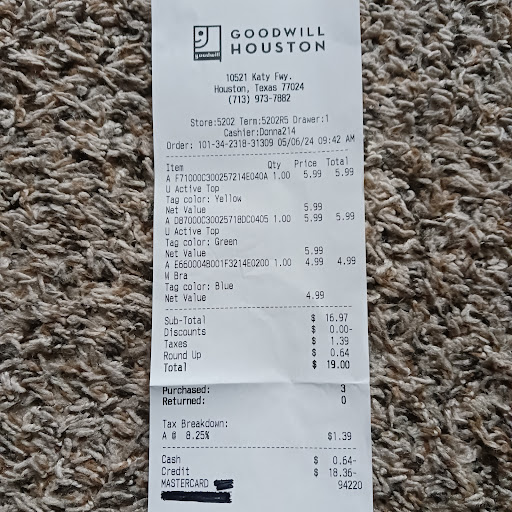 goodwill
GOODWILL
HOUSTON
10521 Katy Fwy.
Houston, Texas 77024
(713) 973-7882
Store:5202 Term:5202R5 Drawer:1
Cashier:Donna214
Order: 101-34-2318-31309 05/06/24 09:42 AM
Item Qty Price Total
A F71000C300257214E040A 1.00 5.99 5.99
U Active Top
Tag color: Yellow
Net Value 5.99
A D87000C30025718DC0405 1.00 5.99 5.99
U Active Top
Tag color: Green
Net Value 5.99
A E6600048001F3214E0200 1.00 4.99 4.99
W Bra
Tag color: Blue
Net Value 4.99
Sub-Total $ 16.97
Discounts $ 0.00-
Taxes $ 1.39
Round Up $ 0.64
Total $ 19.00
Purchased: 3
Returned: 0
Tax Breakdown:
A @ 8.25% $1.39
Cash $ 0.64-
Credit $ 18.36-
MASTERCARD 94220